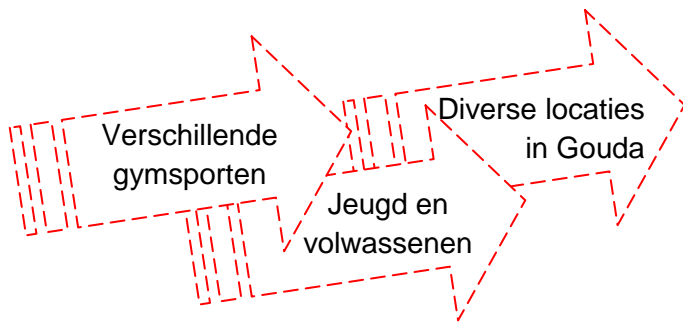 Verschillende
gymsporten
Jeugd en
volwassenen
Diverse locaties
in Gouda